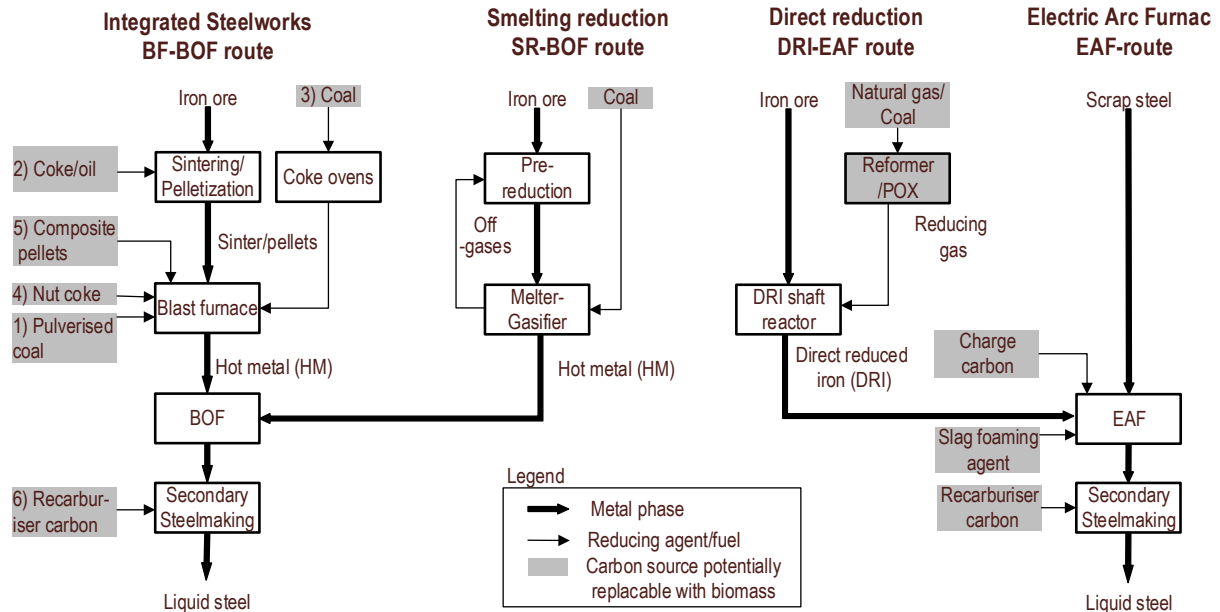 Integrated Steelworks
BF-BOF route
Smelting reduction
SR-BOF route
Direct reduction
DRI-EAF route
Electric Arc Furnac
EAF-route
Iron ore
3) Coal
2) Coke/oil
Sintering/
Pelletization
Coke ovens
5) Composite
pellets
Sinter/pellets
4) Nut coke
1) Pulverised
coal
Blast furnace
Hot metal (HM)
BOF
6) Recarbur-
iser carbon
Secondary
Steelmaking
Liquid steel
Iron ore
Coal
Pre-
reduction
Off
-gases
Melter-
Gasifier
Hot metal (HM)
Iron ore
Natural gas/
Coal
Reformer
/POX
Reducing
gas
DRI shaft
reactor
Direct reduced
iron (DRI)
Scrap steel
Charge
carbon
EAF
Slag foaming
agent
Recarburiser
carbon
Secondary
Steelmaking
Liquid steel
Legend
Metal phase
Reducing agent/fuel
Carbon source potentially
replacable with biomass